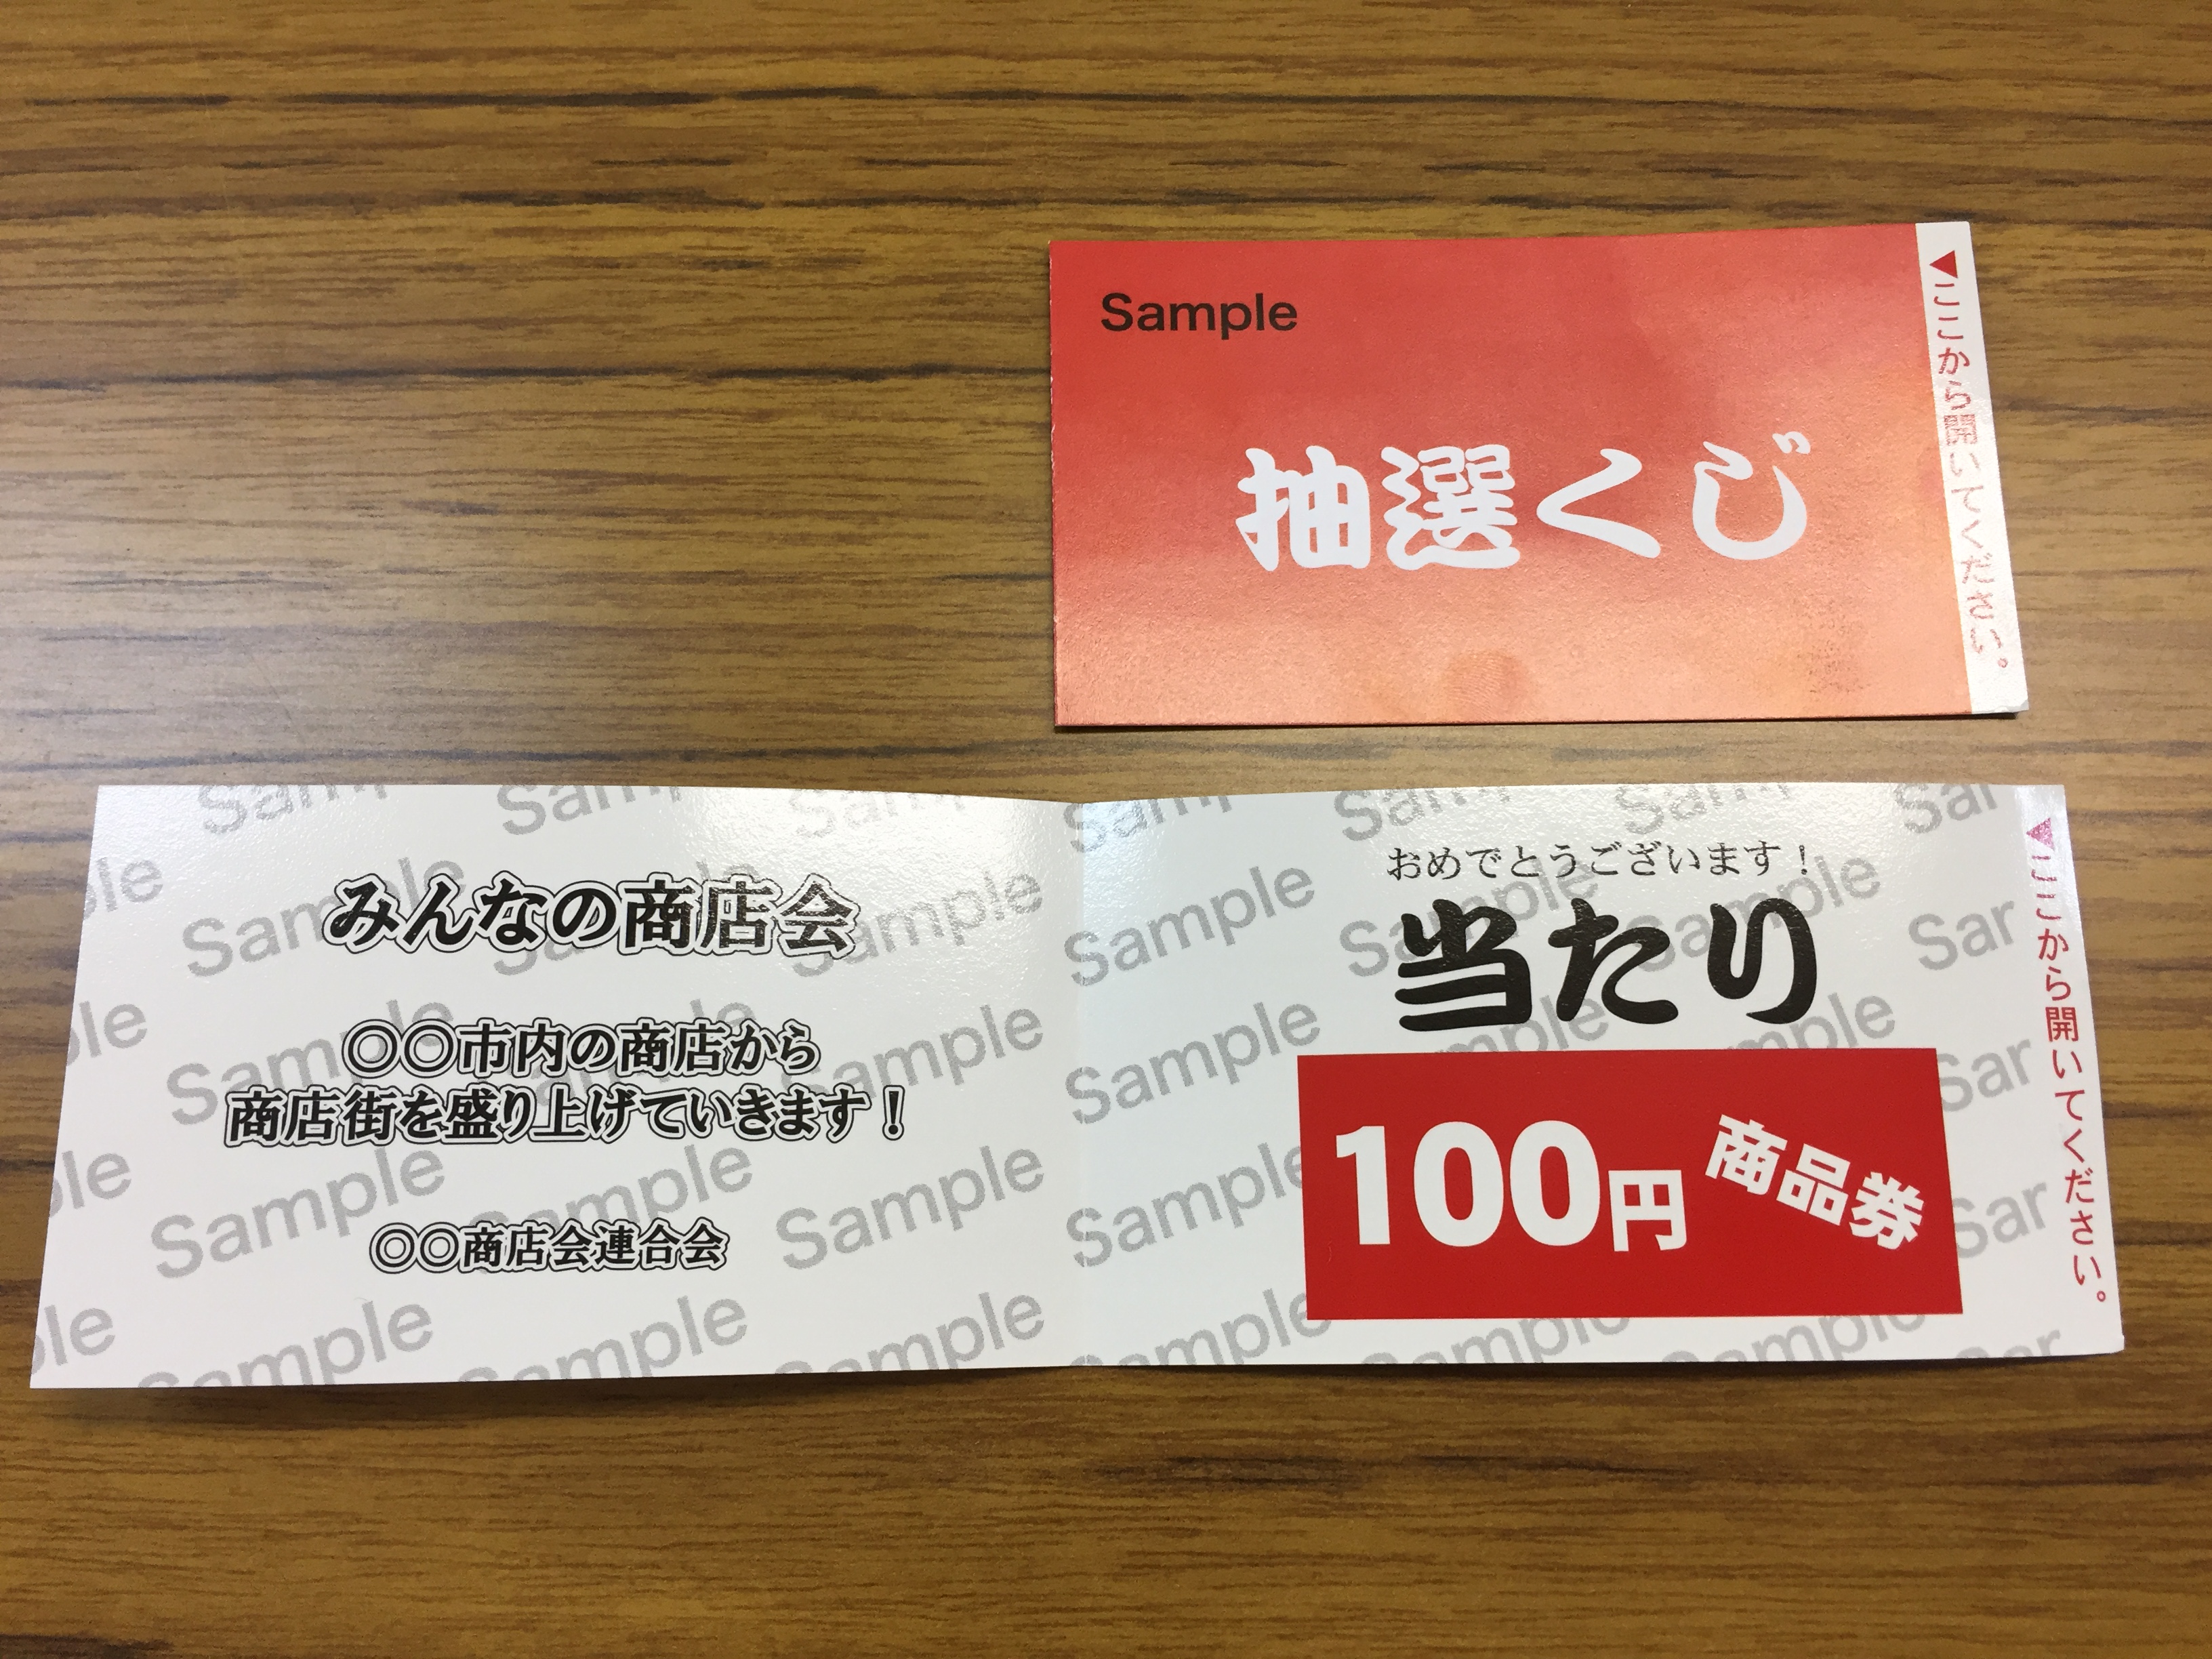 Sample
抽選くじ
◀ここから開いてください。
みんなの商店会
○○市内の商店から
商店街を盛り上げていきます！
○○商店会連合会
おめでとうございます！
当たり
100円 商品券
◀ここから開いてください。
Sample